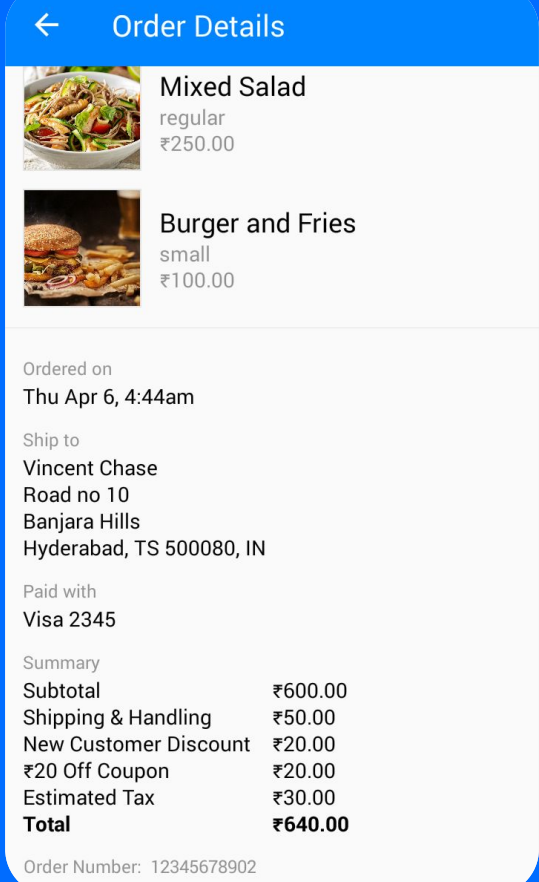 Order Details
Mixed Salad
regular
₹250.00
Burger and Fries
small
₹100.00
Ordered on
Thu Apr 6, 4:44am
Ship to
Vincent Chase
Road no 10
Banjara Hills
Hyderabad, TS 500080, IN
Paid with
Visa 2345
Summary
Subtotal ₹600.00
Shipping & Handling ₹50.00
New Customer Discount ₹20.00
₹20 Off Coupon ₹20.00
Estimated Tax ₹30.00
Total ₹640.00
Order Number: 12345678902